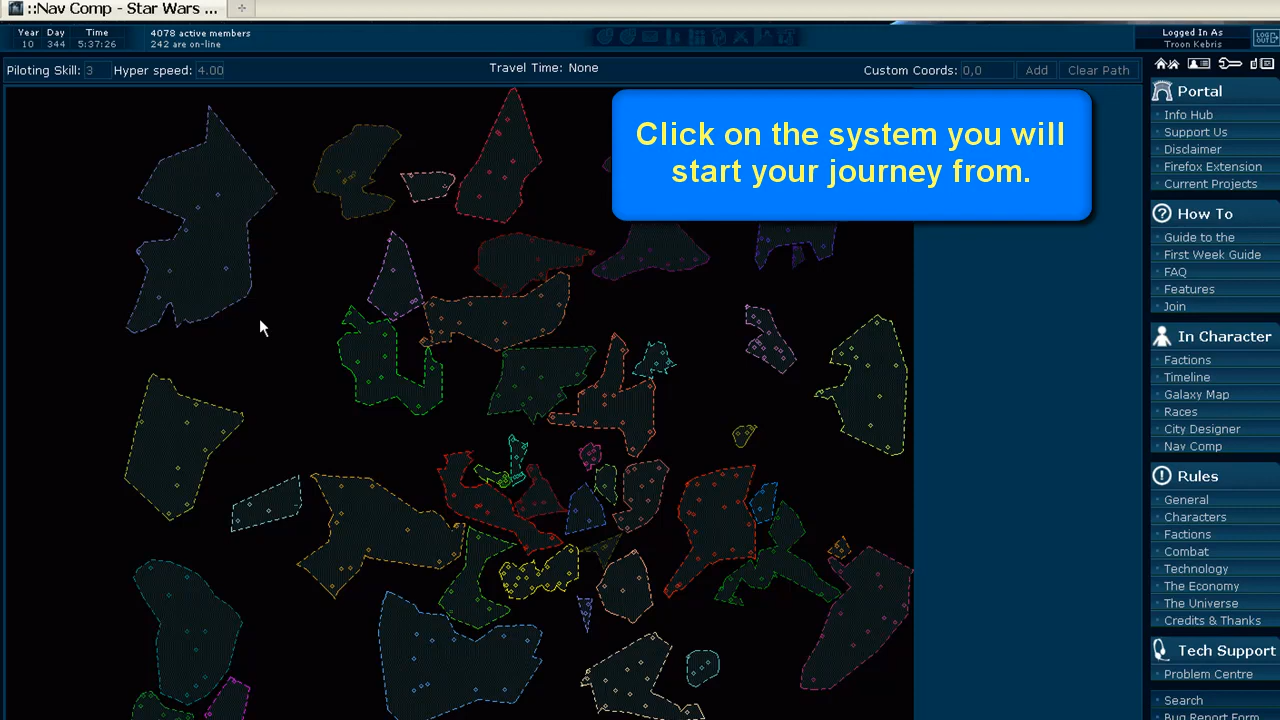 ::Nav Comp - Star Wars ...
Year Day Time
10 344 5:37:26
4078 active members
242 are on-line
Logged In As
Troon Kebris
LOG OUT
Piloting Skill: 3 Hyper speed: 4.00
Travel Time: None
Custom Coords: 0,0 Add Clear Path
Click on the system you will
start your journey from.
Portal
Info Hub
Support Us
Disclaimer
Firefox Extension
Current Projects
How To
Guide to the
First Week Guide
FAQ
Features
Join
In Character
Factions
Timeline
Galaxy Map
Races
City Designer
Nav Comp
Rules
General
Characters
Factions
Combat
Technology
The Economy
The Universe
Credits & Thanks
Tech Support
Problem Centre
Search
Bug Report Form